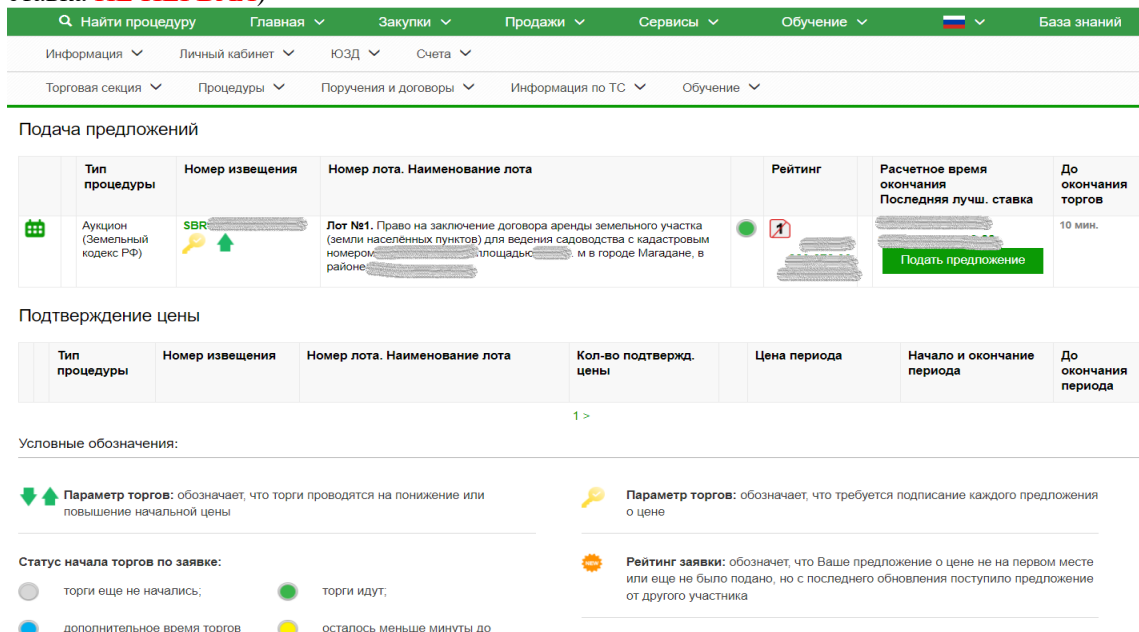 Найти процедуру Главная Закупки Продажи Сервисы Обучение База знаний
Информация Личный кабинет ЮЗД Счета
Торговая секция Процедуры Поручения и договоры Информация по ТС Обучение
Подача предложений
Тип процедуры
Номер извещения
Номер лота. Наименование лота
Рейтинг
Расчетное время
окончания
Последняя лучш. ставка
До
окончания
торгов
Аукцион
(Земельный
кодекс РФ)
SBR
Лот №1. Право на заключение договора аренды земельного участка
(земли населённых пунктов) для ведения садоводства с кадастровым
номером площадью . м в городе Магадане, в
районе
1
Подать предложение
10 мин.
Подтверждение цены
Тип
процедуры
Номер извещения
Номер лота. Наименование лота
Кол-во подтвержд.
цены
Цена периода
Начало и окончание
периода
До
окончания
периода
1 >
Условные обозначения:
Параметр торгов: обозначает, что торги проводятся на понижение или
повышение начальной цены
Параметр торгов: обозначает, что требуется подписание каждого предложения
о цене
Статус начала торгов по заявке:
торги еще не начались;
торги идут;
дополнительное время торгов
осталось меньше минуты до
NEW
Рейтинг заявки: обозначет, что Ваше предложение о цене не на первом месте
или еще не было подано, но с последнего обновления поступило предложение
от другого участника